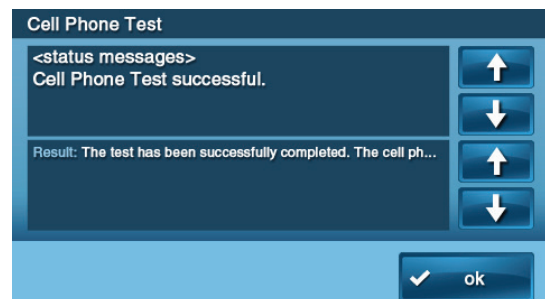 Cell Phone Test
<status messages>
Cell Phone Test successful.
Result: The test has been successfully completed. The cell ph...
ok